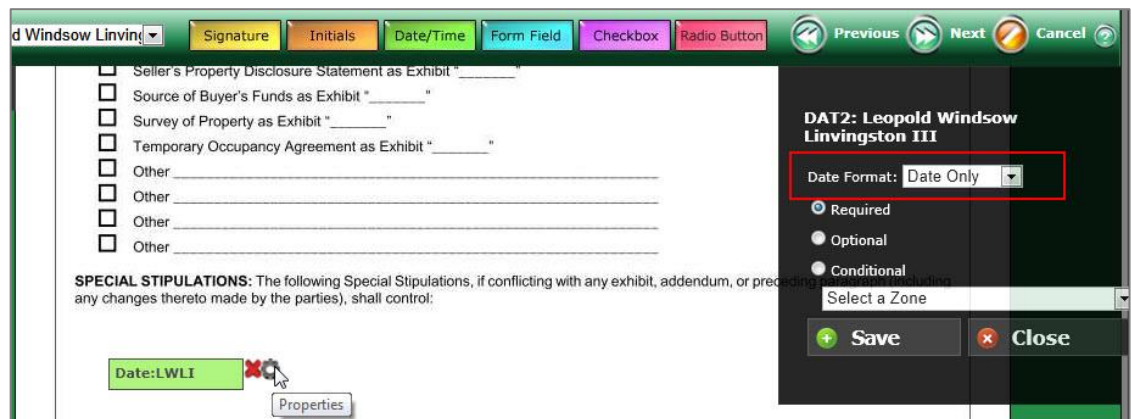 d Windsow Linving
Signature
Initials
Date/Time
Form Field
Checkbox
Radio Button
Previous
Next
Cancel
?
Seller's Property Disclosure Statement as Exhibit "_______"
Source of Buyer's Funds as Exhibit "_______"
Survey of Property as Exhibit "_______"
Temporary Occupancy Agreement as Exhibit "_______"
Other
Other
Other
Other
SPECIAL STIPULATIONS: The following Special Stipulations, if conflicting with any exhibit, addendum, or preceding paragraph (including
any changes thereto made by the parties), shall control:
Date:LWLI
Properties
DAT2: Leopold Windsow
Linvingston III
Date Format: Date Only
Required
Optional
Conditional
Select a Zone
Save
Close